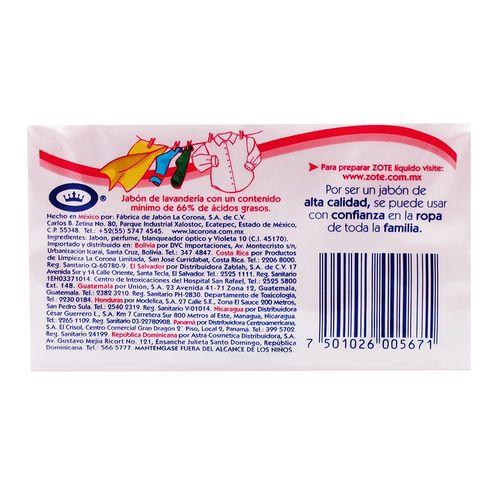 Jabón de lavandería con un contenido
mínimo de 66% de ácidos grasos.
Hecho en México por: Fábrica de Jabón La Corona, S.A. de C.V.
Carlos B. Zetina No. 80, Parque Industrial Xalostoc, Ecatepec, Estado de México,
C.P. 55348. Tel.: +52(55) 5747 4545. www.lacorona.com.mx
Ingredientes: Jabón, perfume, blanqueador óptico y Violeta 10 (C.I. 45170).
Importado y distribuido en: Bolivia por DVC Importaciones, Av. Montenegro s/n,
Urbanización Icarai, Santa Cruz, Bolivia. Tel.: 347 4847. Costa Rica por Productos
de Limpieza La Corona Limitada, San José Curridabat, Costa Rica. Tel.: 2206 8000.
Reg. Sanitario Q-60780-9. El Salvador por Distribuidora Zablah, S.A. de C.V. 17
Avenida Sur y 14 Calle Oriente, Santa Tecla, El Salvador. Tel.: 2525 1111. Reg. Sanitario
1EH03371014. Centro de Intoxicaciones del Hospital San Rafael, Tel.: 2525 5800
Ext. 148. Guatemala por Unión, S.A. 23 Avenida 41-71 Zona 12, Guatemala,
Guatemala. Tel.: 2382 3210. Reg. Sanitario PH-2830. Departamento de Toxicología,
Tel.: 2230 0184. Honduras por Modelica, S.A. 27 Calle S.E., Zona El Sauce 200 Metros,
San Pedro Sula. Tel.: 2540 2319. Reg. Sanitario V-01014. Nicaragua por Distribuidora
César Guerrero L., S.A. Km 7 Carretera Sur 800 Metros al Este, Managua, Nicaragua.
Tel.: 2265 1109. Reg. Sanitario 03-22780908. Panamá por Distribuidora Centroamericana,
S.A. El Crisol, Centro Comercial Gran Dragón 2° Piso, Local 2, Panamá. Tel.: 399 5702.
Reg. Sanitario 24199. República Dominicana por Astra Cosmética Distribuidora, S.A.
Av. Gustavo Mejía Ricort No. 121, Ensanche Julieta Santo Domingo, República
Dominicana. Tel.: 566 5777. MANTÉNGASE FUERA DEL ALCANCE DE LOS NIÑOS.
Para preparar ZOTE líquido visite:
www.zote.com.mx
Por ser un jabón de
alta calidad, se puede usar
con confianza en la ropa
de toda la familia.
7 501026 005671